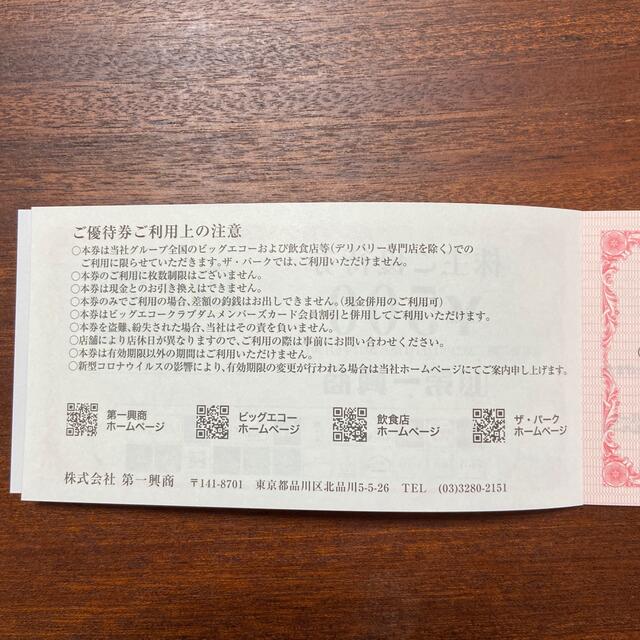 ご優待券ご利用上の注意
○本券は当社グループ全国のビッグエコーおよび飲食店等(デリバリー専門店を除く)での
ご利用に限らせていただきます。ザ・パークでは、ご利用いただけません。
○本券のご利用に枚数制限はございません。
○本券は現金とのお引き換えはできません。
○本券のみでご利用の場合、差額の釣銭はお出しできません。(現金併用のご利用可)
○本券はビッグエコークラブダムメンバーズカード会員割引と併用してご利用いただけます。
○本券を盗難、紛失された場合、当社はその責を負いません。
○店舗により店休日が異なりますので、ご利用の際は事前にお問い合わせください。
○本券は有効期限以外の期間はご利用いただけません。
○新型コロナウイルスの影響により、有効期限の変更が行われる場合は当社ホームページにてご案内申し上げます。
第一興商
ホームページ
ビッグエコー
ホームページ
飲食店
ホームページ
ザ・パーク
ホームページ
株式会社 第一興商 〒141-8701 東京都品川区北品川5-5-26 TEL (03)3280-2151